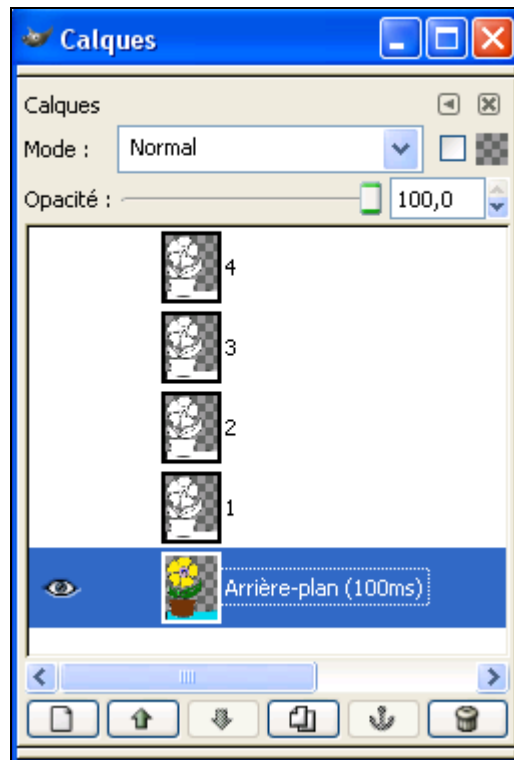 Calques
Calques
Mode : Normal
Opacité : 100,0
4
3
2
1
Arrière-plan (100ms)